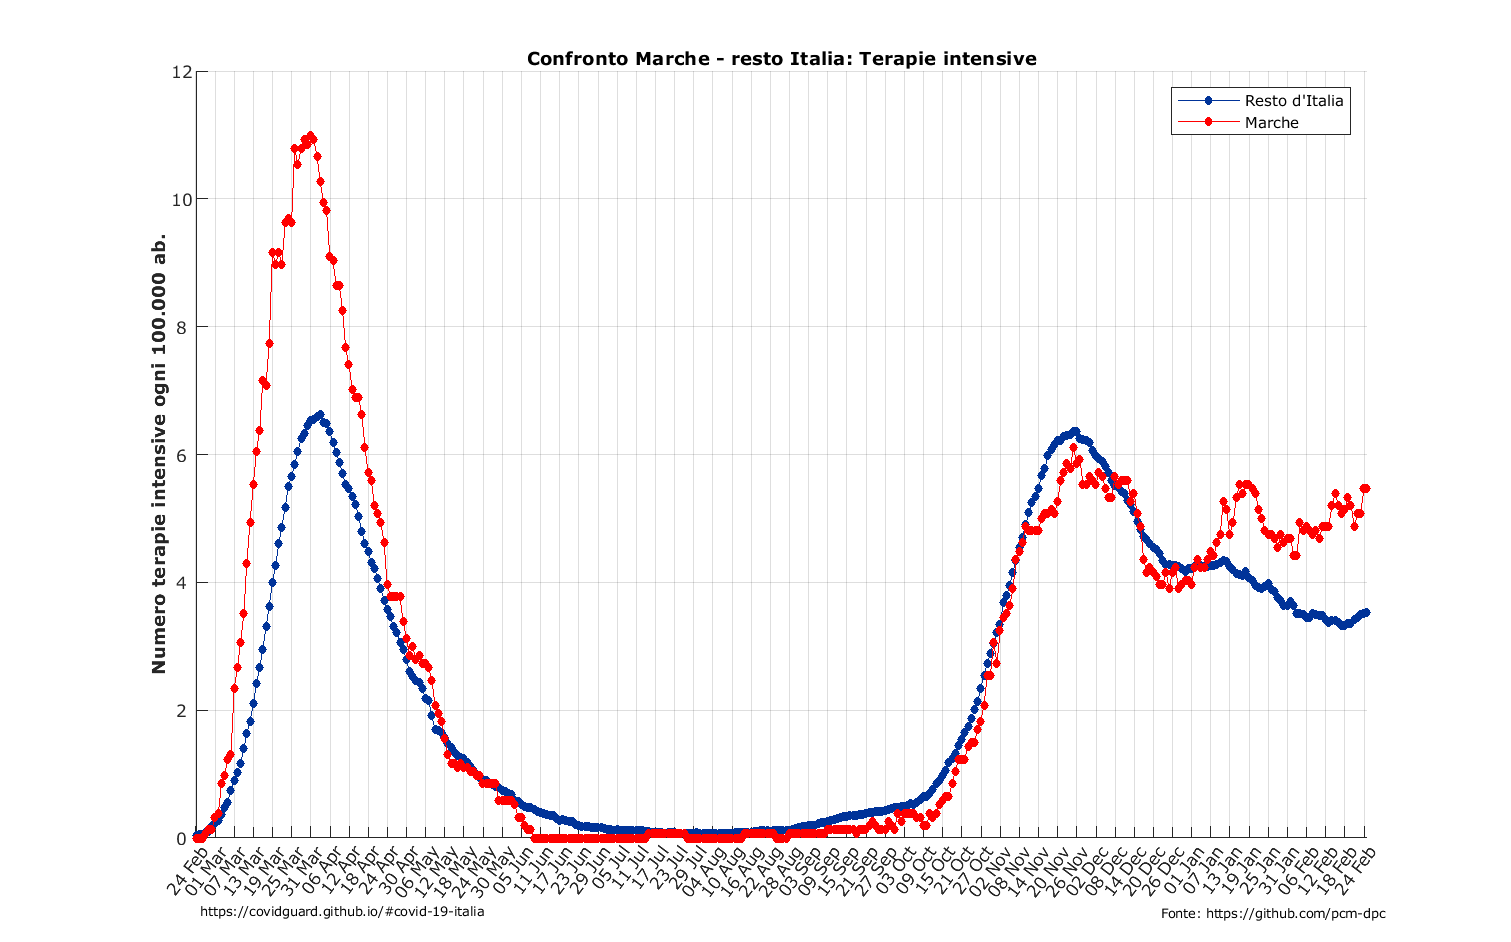 Confronto Marche - resto Italia: Terapie intensive
12
10
8
6
4
2
0
Numero terapie intensive ogni 100.000 ab.
Resto d'Italia
Marche
24 Feb
01 Mar
07 Mar
13 Mar
19 Mar
25 Mar
31 Mar
06 Apr
12 Apr
18 Apr
24 Apr
30 Apr
06 May
12 May
18 May
24 May
30 May
05 Jun
11 Jun
17 Jun
23 Jun
29 Jun
05 Jul
11 Jul
17 Jul
23 Jul
29 Jul
04 Aug
10 Aug
16 Aug
22 Aug
28 Aug
03 Sep
09 Sep
15 Sep
21 Sep
27 Sep
03 Oct
09 Oct
15 Oct
21 Oct
27 Oct
02 Nov
08 Nov
14 Nov
20 Nov
26 Nov
02 Dec
08 Dec
14 Dec
20 Dec
26 Dec
01 Jan
07 Jan
13 Jan
19 Jan
25 Jan
31 Jan
06 Feb
12 Feb
18 Feb
24 Feb
https://covidguard.github.io/#covid-19-italia
Fonte: https://github.com/pcm-dpc